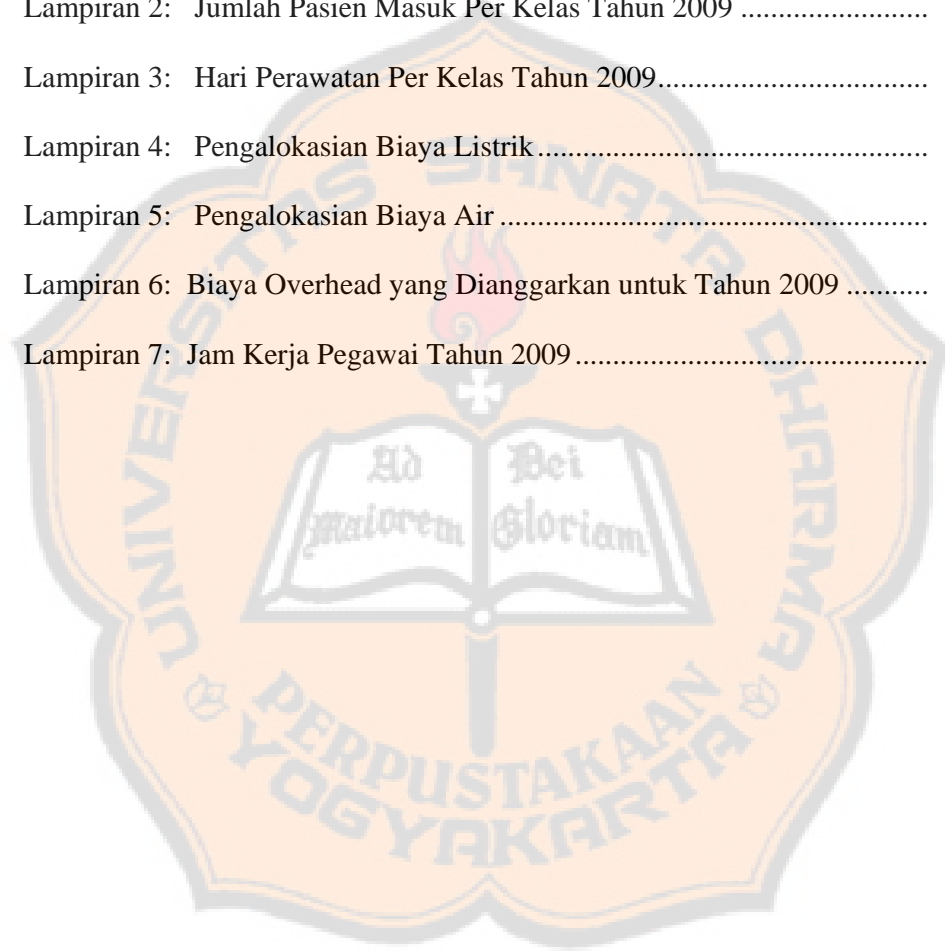 Lampiran 2: Jumlah Pasien Masuk Per Kelas Tahun 2009 ........................
Lampiran 3: Hari Perawatan Per Kelas Tahun 2009..................................
Lampiran 4: Pengalokasian Biaya Listrik.................................................
Lampiran 5: Pengalokasian Biaya Air ......................................................
Lampiran 6: Biaya Overhead yang Dianggarkan untuk Tahun 2009 ...........
Lampiran 7: Jam Kerja Pegawai Tahun 2009............................................
UNIVERSITAS SANATA DHARMA
Ad Maiorem
Dei Gloriam
PERPUSTAKAAN
YOGYAKARTA